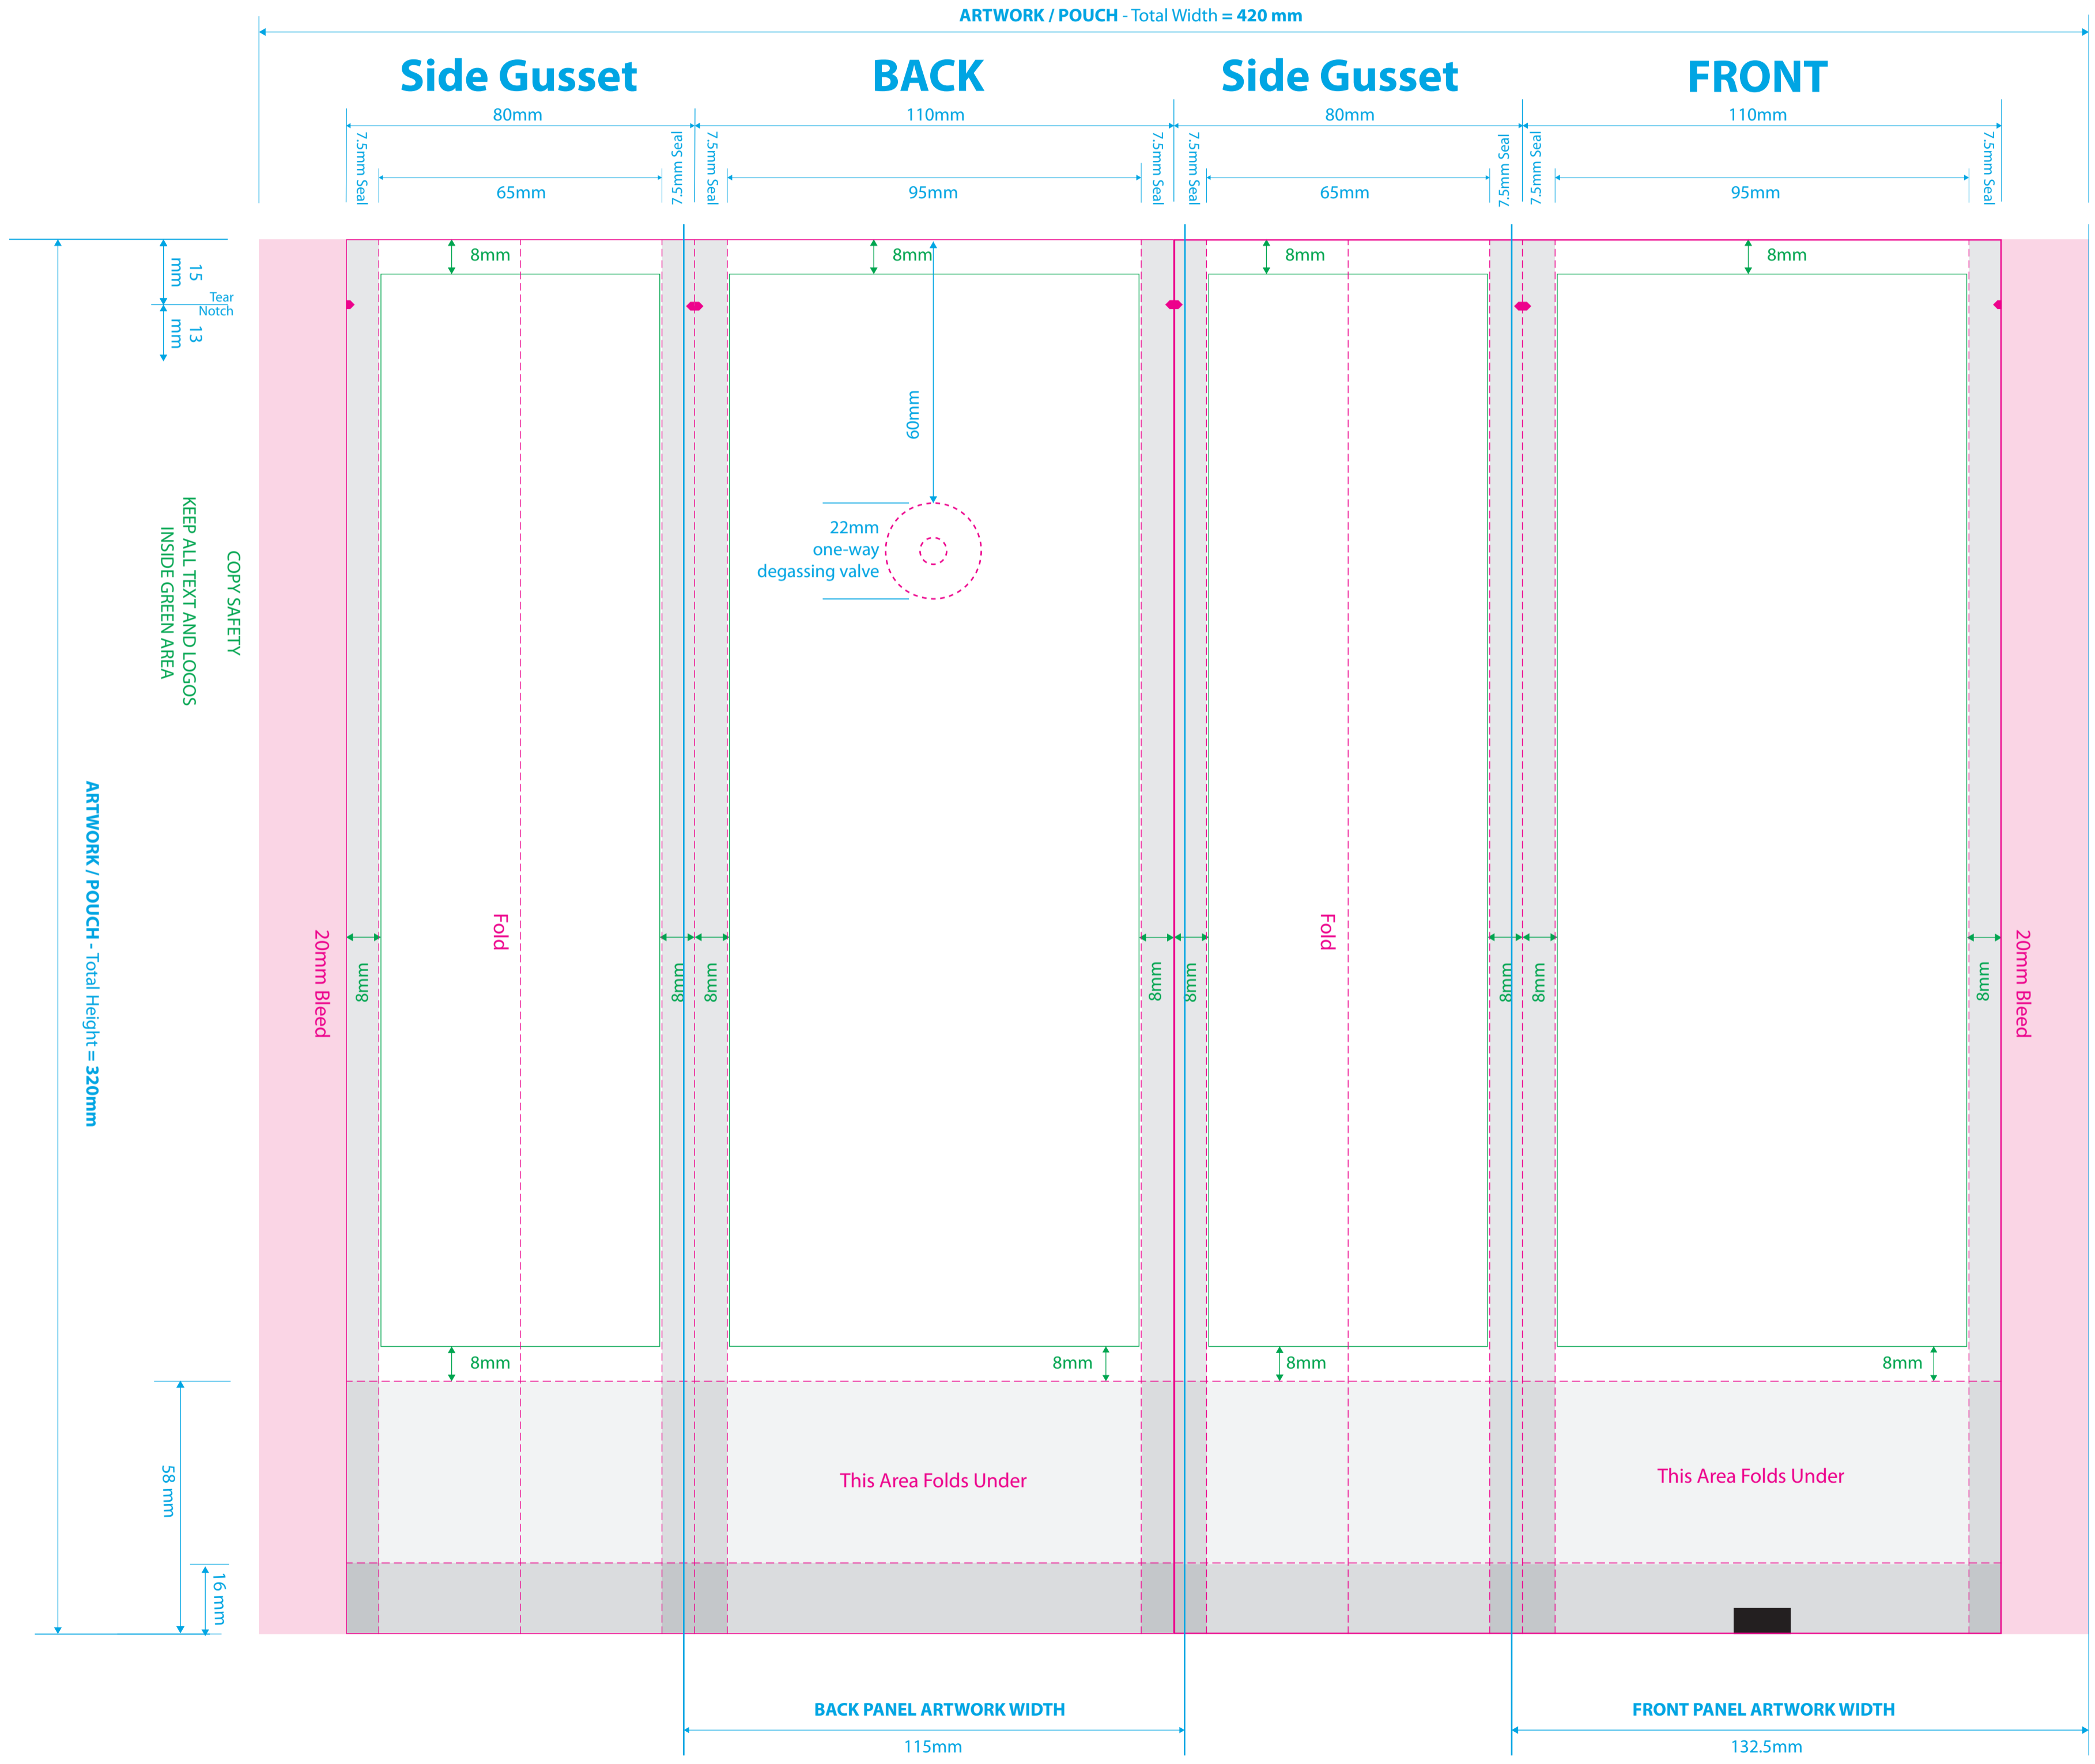 ARTWORK / POUCH - Total Width = 420 mm
Side Gusset
BACK
Side Gusset
FRONT
80mm
110mm
80mm
110mm
7.5mm Seal
7.5mm Seal
7.5mm Seal
7.5mm Seal
7.5mm Seal
7.5mm Seal
7.5mm Seal
7.5mm Seal
65mm
95mm
65mm
95mm
8mm
8mm
8mm
8mm
15
mm
Tear
Notch
13
mm
60mm
22mm
one-way
degassing valve
COPY SAFETY
KEEP ALL TEXT AND LOGOS
INSIDE GREEN AREA
ARTWORK / POUCH - Total Height = 320mm
20mm Bleed
Fold
Fold
20mm Bleed
8mm
8mm
8mm
8mm
8mm
8mm
8mm
8mm
8mm
8mm
8mm
8mm
This Area Folds Under
This Area Folds Under
58 mm
16 mm
BACK PANEL ARTWORK WIDTH
115mm
FRONT PANEL ARTWORK WIDTH
132.5mm